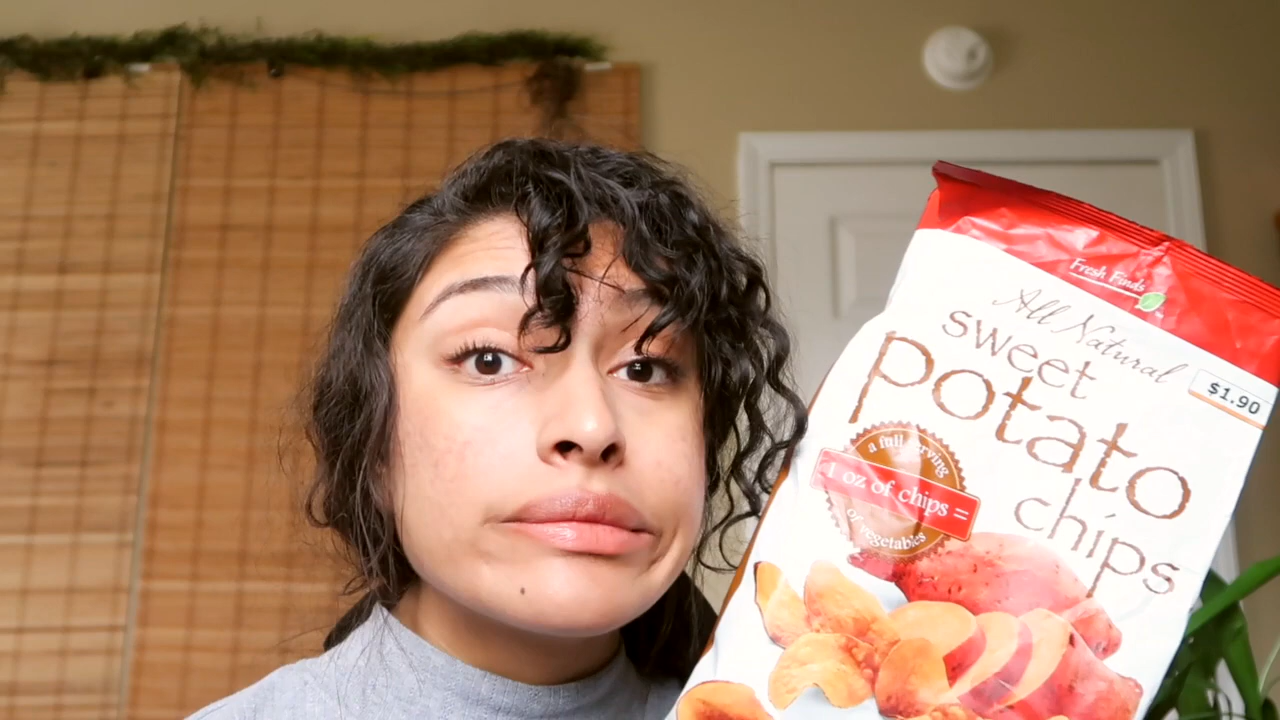 Fresh Finds
All Natural
sweet
potato
chips
$1.90
a full serving
1 oz of chips =
of vegetables